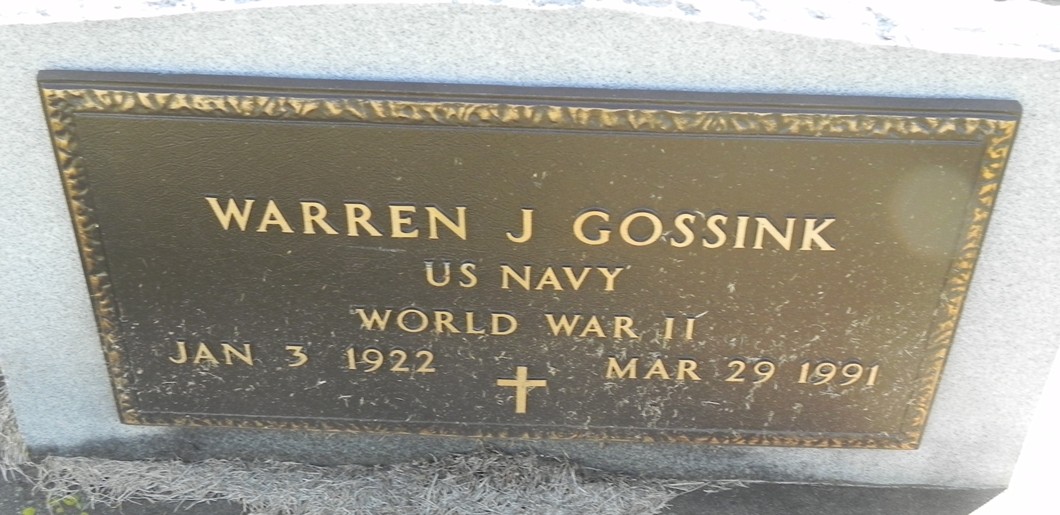 WARREN J GOSSINK
US NAVY
WORLD WAR II
JAN 3 1922 MAR 29 1991